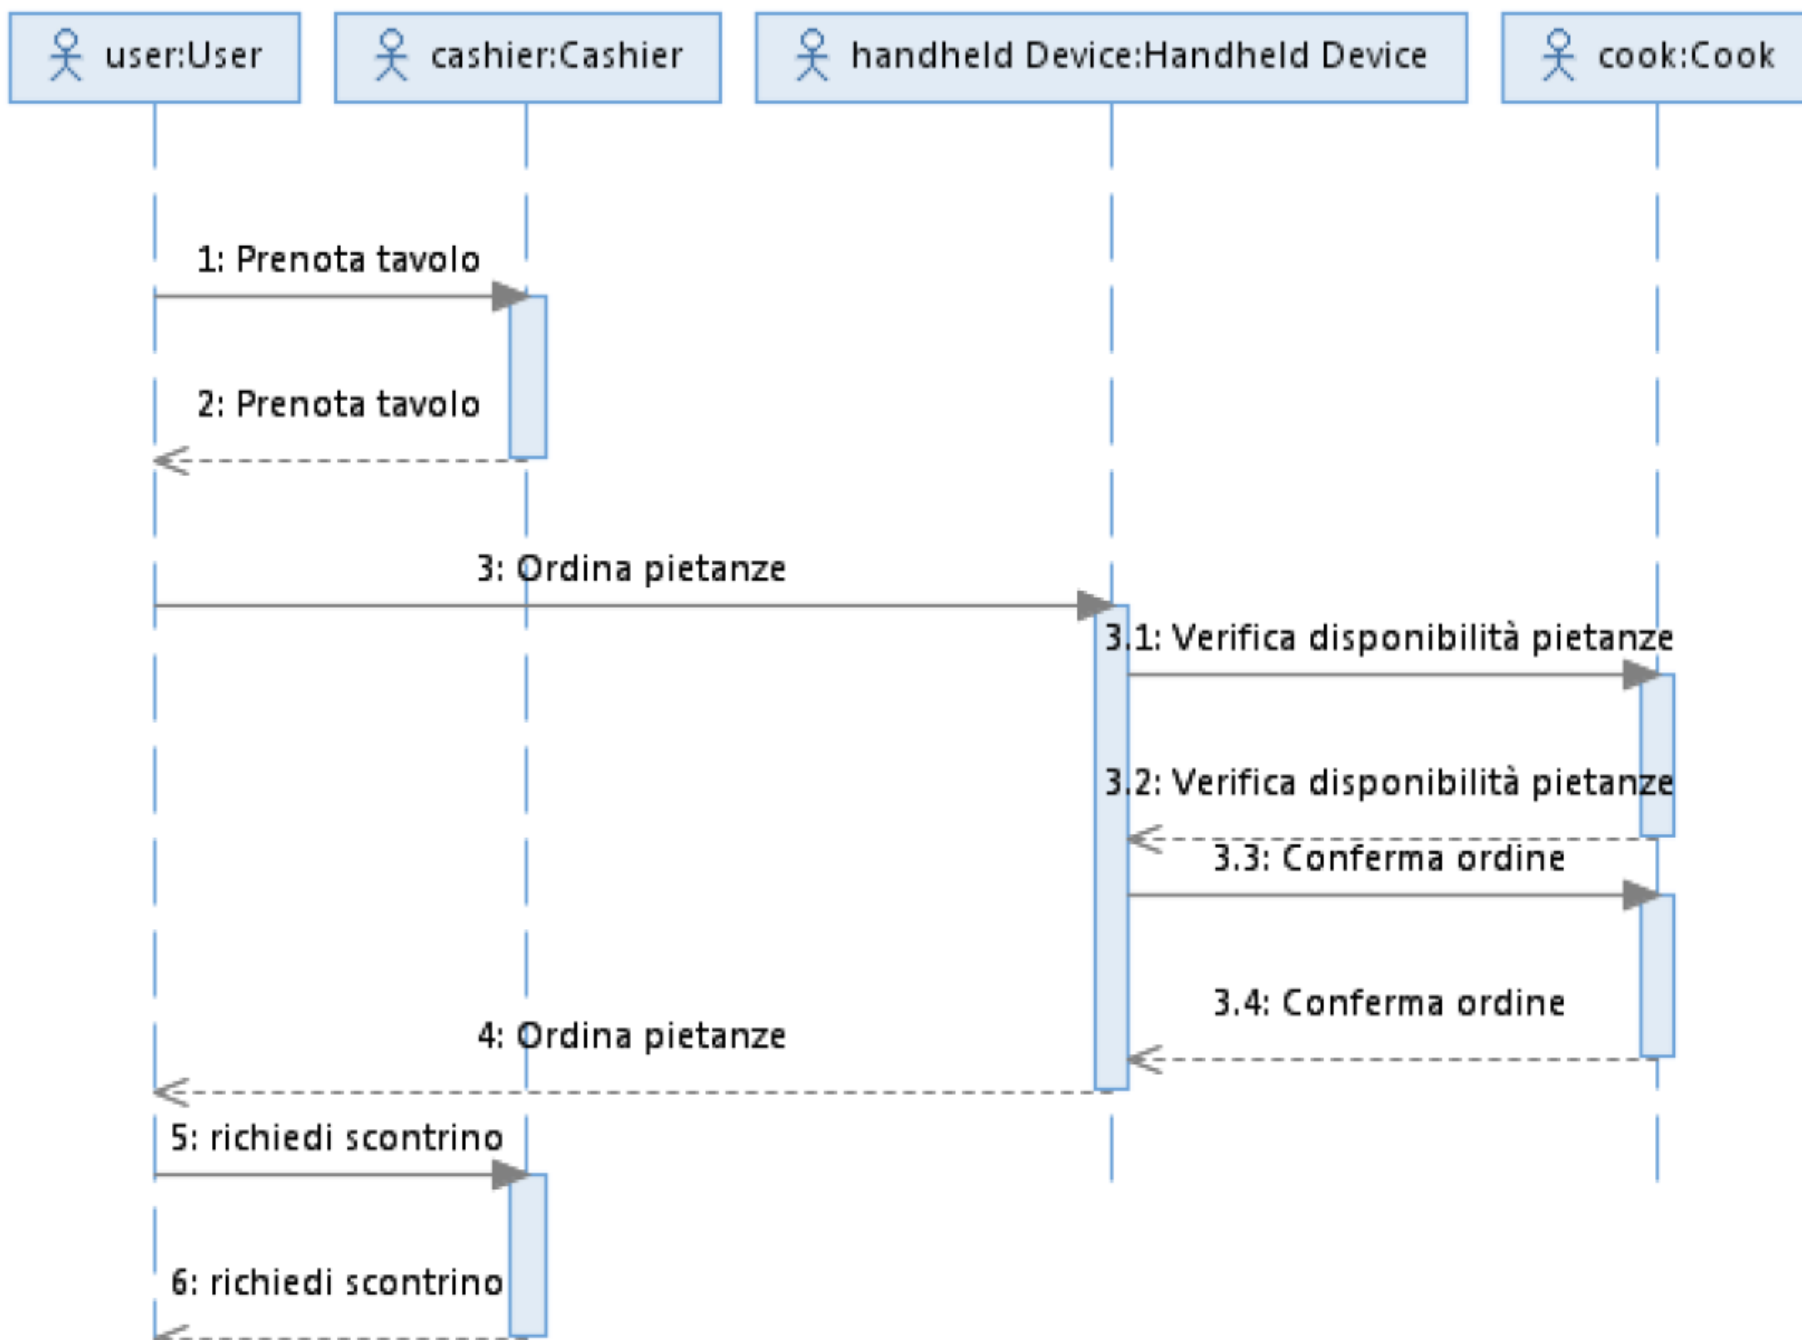 user:User
cashier:Cashier
handheld Device:Handheld Device
cook:Cook
1: Prenota tavolo
2: Prenota tavolo
3: Ordina pietanze
3.1: Verifica disponibilità pietanze
3.2: Verifica disponibilità pietanze
3.3: Conferma ordine
3.4: Conferma ordine
4: Ordina pietanze
5: richiedi scontrino
6: richiedi scontrino